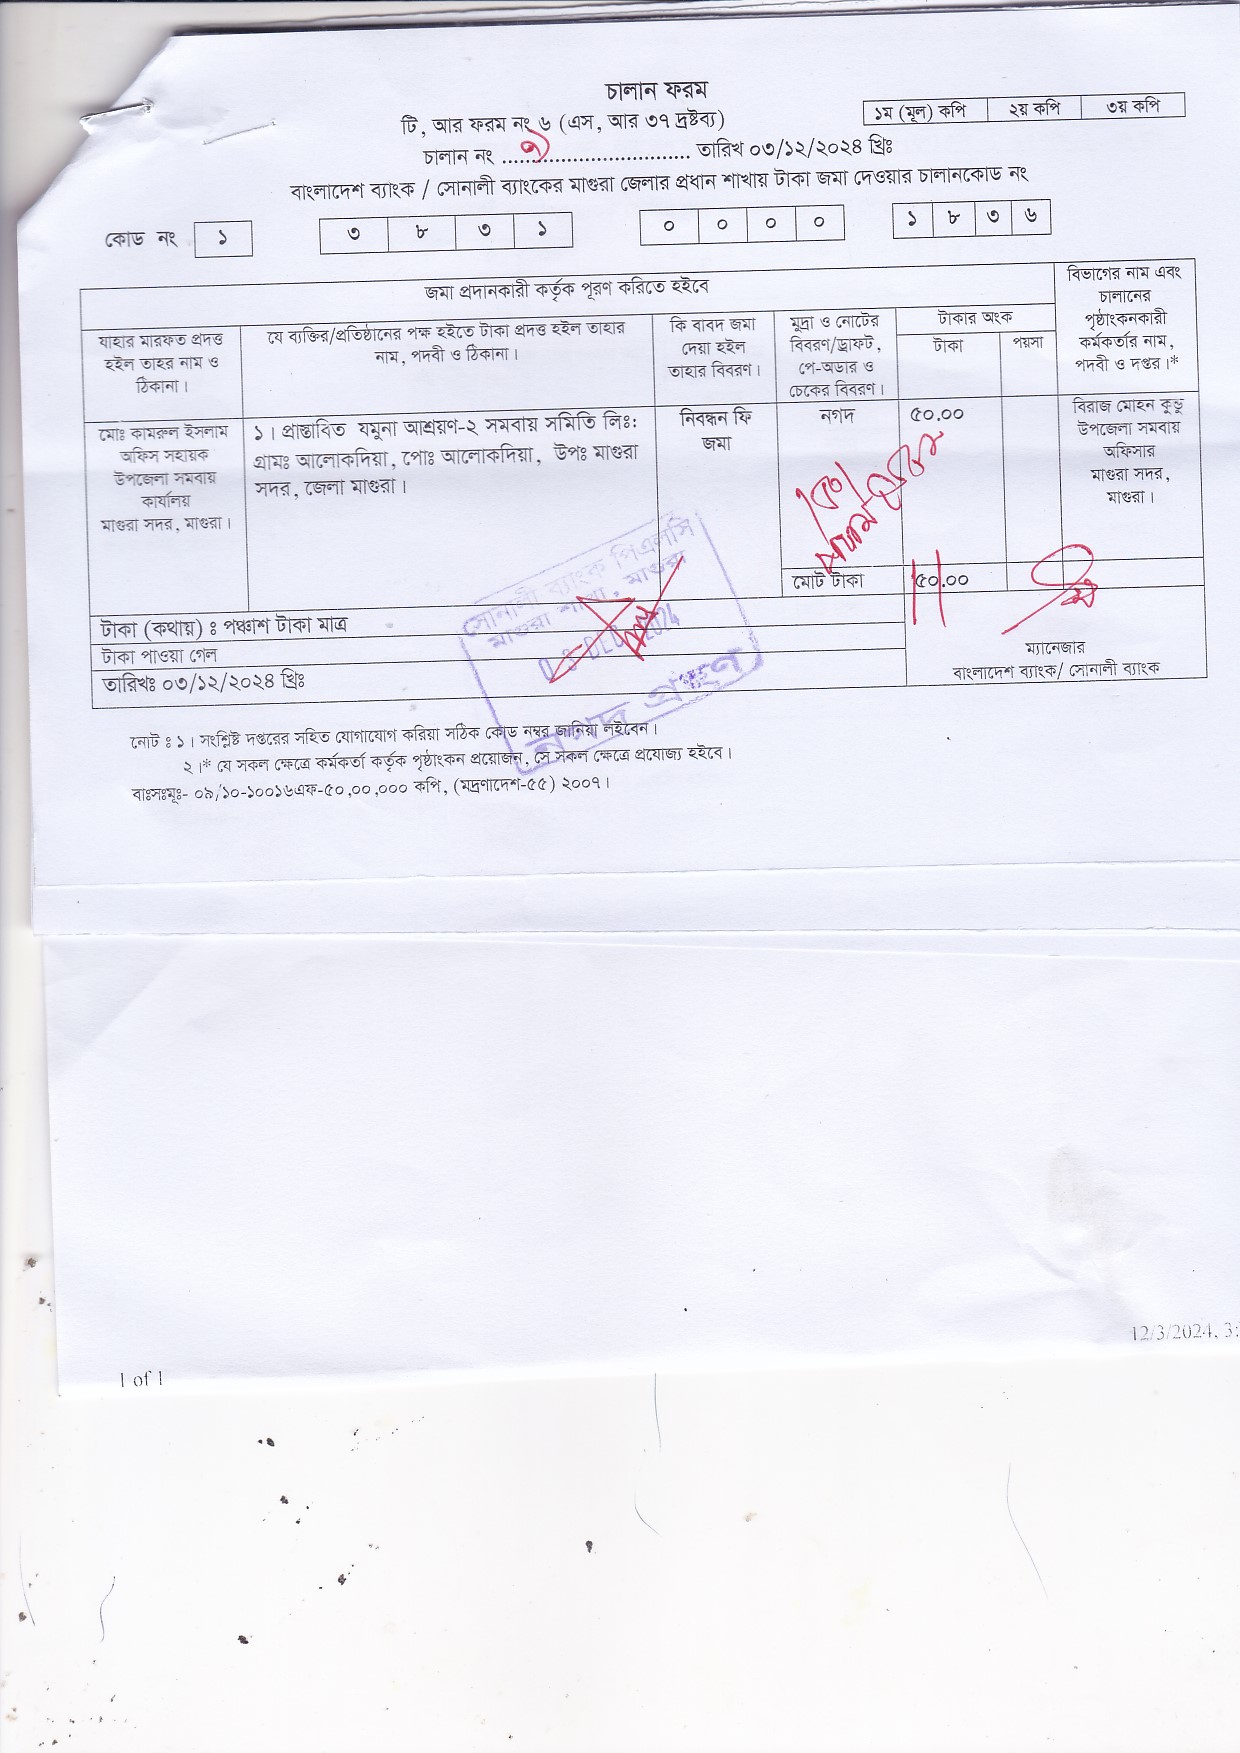 চালান ফরম
টি, আর ফরম নং ৬ (এস, আর ৩৭ দ্রষ্টব্য)
১ম (মূল) কপি ২য় কপি ৩য় কপি
চালান নং ................................. তারিখ ০৩/১২/২০২৪ খ্রিঃ
বাংলাদেশ ব্যাংক / সোনালী ব্যাংকের মাগুরা জেলার প্রধান শাখায় টাকা জমা দেওয়ার চালানকোড নং
কোড নং ১ ৩ ৮ ৩ ১ ০ ০ ০ ০ ১ ৮ ৩ ৬
জমা প্রদানকারী কর্তৃক পূরণ করিতে হইবে
বিভাগের নাম এবং
চালানের
পৃষ্ঠাংকনকারী
কর্মকর্তার নাম,
পদবী ও দপ্তর।*
যাহার মারফত প্রদত্ত
হইল তাহর নাম ও
ঠিকানা।
যে ব্যক্তির/প্রতিষ্ঠানের পক্ষ হইতে টাকা প্রদত্ত হইল তাহার
নাম, পদবী ও ঠিকানা।
কি বাবদ জমা
দেয়া হইল
তাহার বিবরণ।
মুদ্রা ও নোটের
বিবরণ/ড্রাফট,
পে-অডার ও
চেকের বিবরণ।
টাকার অংক
টাকা পয়সা
মোঃ কামরুল ইসলাম
অফিস সহায়ক
উপজেলা সমবায়
কার্যালয়
মাগুরা সদর, মাগুরা।
১। প্রাস্তাবিত যমুনা আশ্রয়ণ-২ সমবায় সমিতি লিঃ:
গ্রামঃ আলোকদিয়া, পোঃ আলোকদিয়া, উপঃ মাগুরা
সদর, জেলা মাগুরা।
নিবন্ধন ফি
জমা
নগদ
৫০.০০
বিরাজ মোহন কুন্ডু
উপজেলা সমবায়
অফিসার
মাগুরা সদর,
মাগুরা।
মোট টাকা ৫০.০০
সোনালী ব্যাংক পিএলসি
মাগুরা শাখা, মাগুরা
নগদ গ্রহণ
টাকা (কথায়) : পঞ্চাশ টাকা মাত্র
টাকা পাওয়া গেল
তারিখঃ ০৩/১২/২০২৪ খ্রিঃ
ম্যানেজার
বাংলাদেশ ব্যাংক/ সোনালী ব্যাংক
নোট : ১। সংশ্লিষ্ট দপ্তরের সহিত যোগাযোগ করিয়া সঠিক কোড নম্বর জানিয়া লইবেন।
২।* যে সকল ক্ষেত্রে কর্মকর্তা কর্তৃক পৃষ্ঠাংকন প্রয়োজন, সে সকল ক্ষেত্রে প্রযোজ্য হইবে।
বাঃসঃমূঃ- ০৯/১০-১০০১৬এফ-৫০,০০,০০০ কপি, (মদ্রণাদেশ-৫৫) ২০০৭।
12/3/2024, 3:
1 of 1